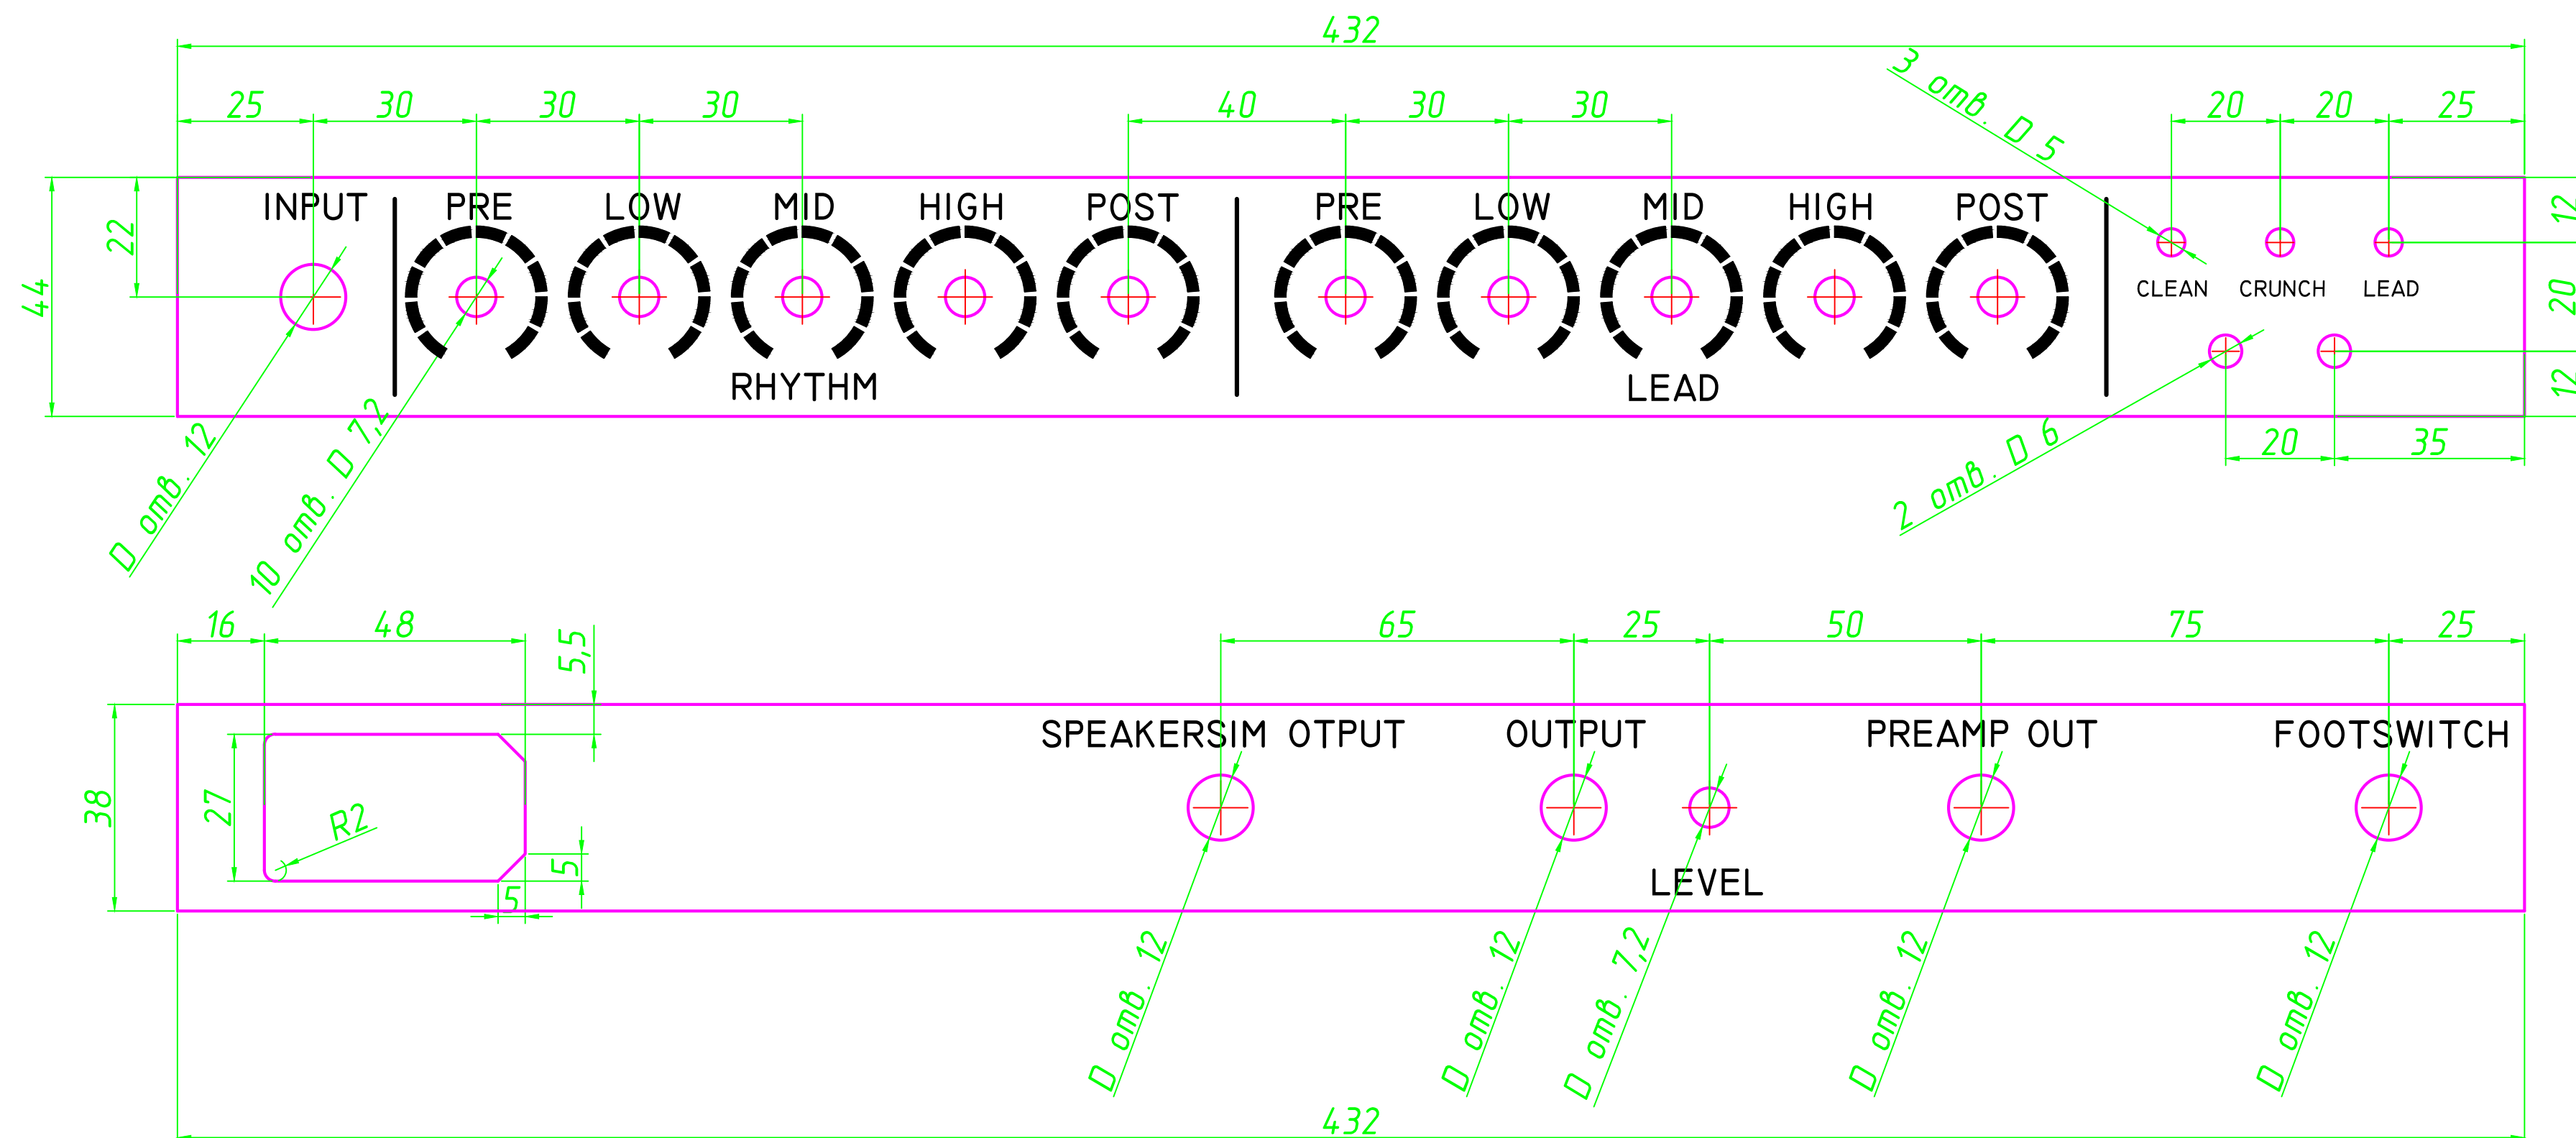 432
25 30 30 30 40 30 30 20 20 25
3 отв. D 5
INPUT PRE LOW MID HIGH POST PRE LOW MID HIGH POST
12
22
44
CLEAN CRUNCH LEAD
20
RHYTHM LEAD
12
20 35
D отв. 12
10 отв. D 7,2
2 отв. D 6
16 48 5,5 65 25 50 75 25
SPEAKERSIM OTPUT OUTPUT PREAMP OUT FOOTSWITCH
38
27
R2
5
5
LEVEL
D отв. 12
D отв. 12
D отв. 7,2
D отв. 12
D отв. 12
432